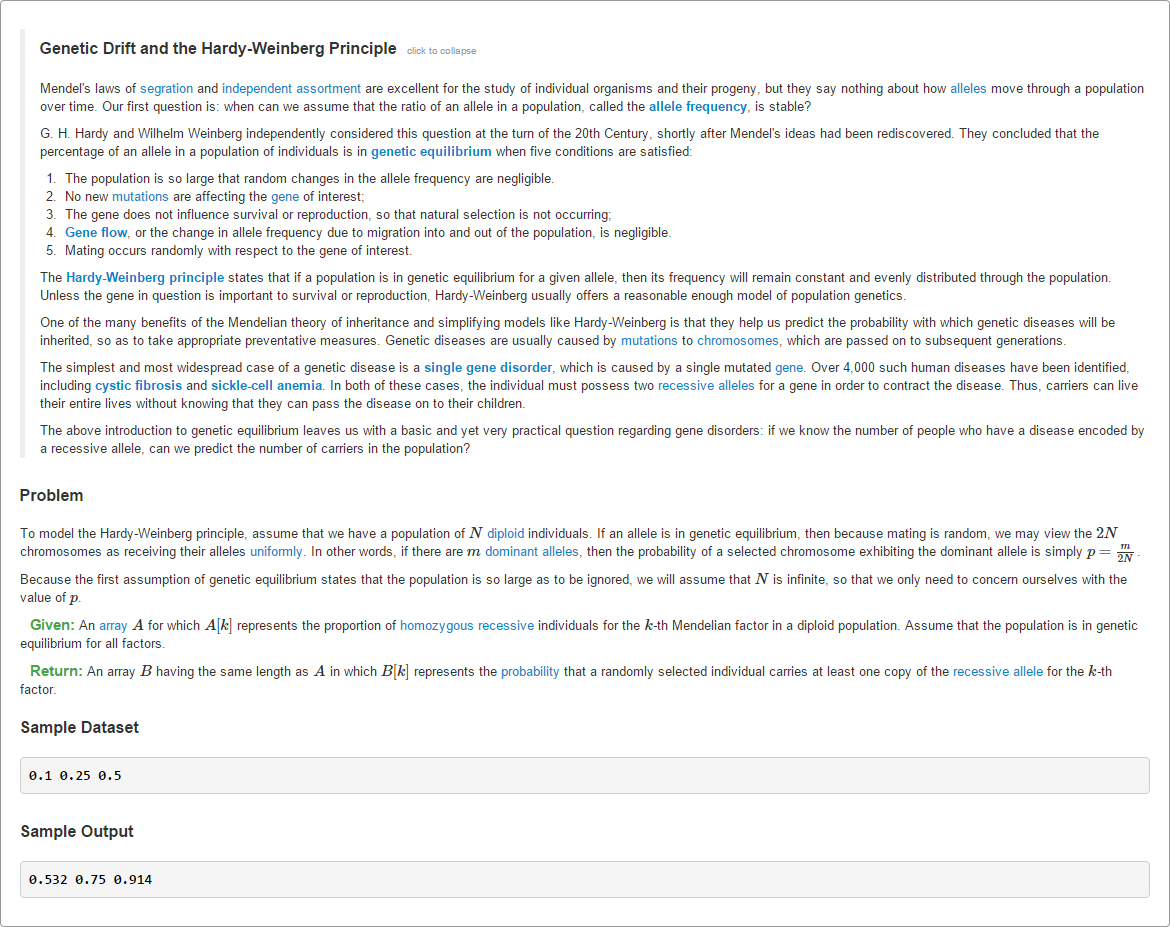 Genetic Drift and the Hardy-Weinberg Principle click to collapse
Mendel's laws of segration and independent assortment are excellent for the study of individual organisms and their progeny, but they say nothing about how alleles move through a population
over time. Our first question is: when can we assume that the ratio of an allele in a population, called the allele frequency, is stable?
G. H. Hardy and Wilhelm Weinberg independently considered this question at the turn of the 20th Century, shortly after Mendel's ideas had been rediscovered. They concluded that the
percentage of an allele in a population of individuals is in genetic equilibrium when five conditions are satisfied:
1. The population is so large that random changes in the allele frequency are negligible.
2. No new mutations are affecting the gene of interest;
3. The gene does not influence survival or reproduction, so that natural selection is not occurring;
4. Gene flow, or the change in allele frequency due to migration into and out of the population, is negligible.
5. Mating occurs randomly with respect to the gene of interest.
The Hardy-Weinberg principle states that if a population is in genetic equilibrium for a given allele, then its frequency will remain constant and evenly distributed through the population.
Unless the gene in question is important to survival or reproduction, Hardy-Weinberg usually offers a reasonable enough model of population genetics.
One of the many benefits of the Mendelian theory of inheritance and simplifying models like Hardy-Weinberg is that they help us predict the probability with which genetic diseases will be
inherited, so as to take appropriate preventative measures. Genetic diseases are usually caused by mutations to chromosomes, which are passed on to subsequent generations.
The simplest and most widespread case of a genetic disease is a single gene disorder, which is caused by a single mutated gene. Over 4,000 such human diseases have been identified,
including cystic fibrosis and sickle-cell anemia. In both of these cases, the individual must possess two recessive alleles for a gene in order to contract the disease. Thus, carriers can live
their entire lives without knowing that they can pass the disease on to their children.
The above introduction to genetic equilibrium leaves us with a basic and yet very practical question regarding gene disorders: if we know the number of people who have a disease encoded by
a recessive allele, can we predict the number of carriers in the population?
Problem
To model the Hardy-Weinberg principle, assume that we have a population of N diploid individuals. If an allele is in genetic equilibrium, then because mating is random, we may view the 2N
chromosomes as receiving their alleles uniformly. In other words, if there are m dominant alleles, then the probability of a selected chromosome exhibiting the dominant allele is simply p = m/2N.
Because the first assumption of genetic equilibrium states that the population is so large as to be ignored, we will assume that N is infinite, so that we only need to concern ourselves with the
value of p.
Given: An array A for which A[k] represents the proportion of homozygous recessive individuals for the k-th Mendelian factor in a diploid population. Assume that the population is in genetic
equilibrium for all factors.
Return: An array B having the same length as A in which B[k] represents the probability that a randomly selected individual carries at least one copy of the recessive allele for the k-th
factor.
Sample Dataset
0.1 0.25 0.5
Sample Output
0.532 0.75 0.914